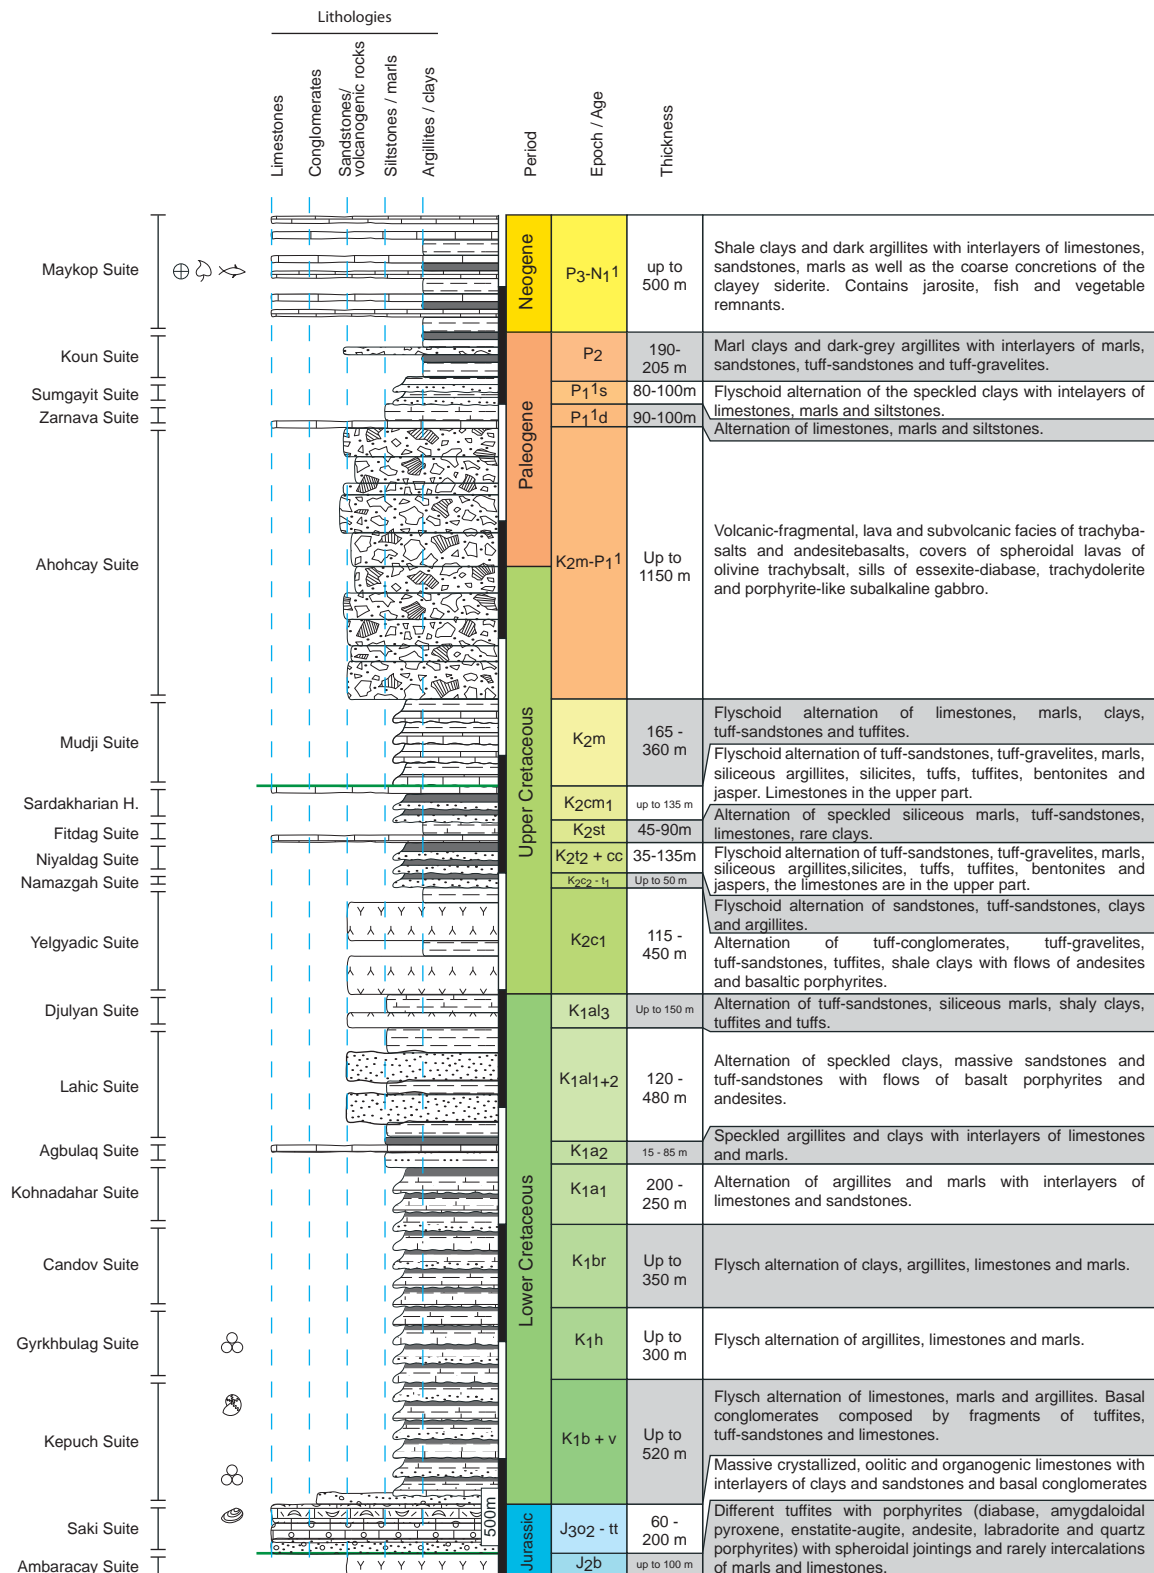 Lithologies
Limestones
Conglomerates
Sandstones/
volcanogenic rocks
Siltstones / marls
Argillites / clays
Period
Epoch / Age
Thickness
Maykop Suite
Neogene
P3-N1 1
up to
500 m
Shale clays and dark argillites with interlayers of limestones,
sandstones, marls as well as the coarse concretions of the
clayey siderite. Contains jarosite, fish and vegetable
remnants.
Koun Suite
Paleogene
P2
190-
205 m
Marl clays and dark-grey argillites with interlayers of marls,
sandstones, tuff-sandstones and tuff-gravelites.
Sumgayit Suite
P1 1s
80-100m
Flyschoid alternation of the speckled clays with intelayers of
limestones, marls and siltstones.
Zarnava Suite
P1 1d
90-100m
Alternation of limestones, marls and siltstones.
Ahohcay Suite
K2m-P1 1
Up to
1150 m
Volcanic-fragmental, lava and subvolcanic facies of trachyba-
salts and andesitebasalts, covers of spheroidal lavas of
olivine trachybsalt, sills of essexite-diabase, trachydolerite
and porphyrite-like subalkaline gabbro.
Upper Cretaceous
Mudji Suite
K2m
165 -
360 m
Flyschoid alternation of limestones, marls, clays,
tuff-sandstones and tuffites.
Sardakharian H.
K2cm1
up to 135 m
Flyschoid alternation of tuff-sandstones, tuff-gravelites, marls,
siliceous argillites, silicites, tuffs, tuffites, bentonites and
jasper. Limestones in the upper part.
Fitdag Suite
K2st
45-90m
Alternation of speckled siliceous marls, tuff-sandstones,
limestones, rare clays.
Niyaldag Suite
K2t2 + cc
35-135m
Flyschoid alternation of tuff-sandstones, tuff-gravelites, marls,
siliceous argillites,silicites, tuffs, tuffites, bentonites and
jaspers, the limestones are in the upper part.
Namazgah Suite
K2c2 - t1
Up to 50 m
Flyschoid alternation of sandstones, tuff-sandstones, clays
and argillites.
Yelgyadic Suite
K2c1
115 -
450 m
Alternation of tuff-conglomerates, tuff-gravelites,
tuff-sandstones, tuffites, shale clays with flows of andesites
and basaltic porphyrites.
Djulyan Suite
Lower Cretaceous
K1al3
Up to 150 m
Alternation of tuff-sandstones, siliceous marls, shaly clays,
tuffites and tuffs.
Lahic Suite
K1al1+2
120 -
480 m
Alternation of speckled clays, massive sandstones and
tuff-sandstones with flows of basalt porphyrites and
andesites.
Agbulaq Suite
K1a2
15 - 85 m
Speckled argillites and clays with interlayers of limestones
and marls.
Kohnadahar Suite
K1a1
200 -
250 m
Alternation of argillites and marls with interlayers of
limestones and sandstones.
Candov Suite
K1br
Up to
350 m
Flysch alternation of clays, argillites, limestones and marls.
Gyrkhbulag Suite
K1h
Up to
300 m
Flysch alternation of argillites, limestones and marls.
Kepuch Suite
K1b + v
Up to
520 m
Flysch alternation of limestones, marls and argillites. Basal
conglomerates composed by fragments of tuffites,
tuff-sandstones and limestones.
Saki Suite
500m
Jurassic
J3o2 - tt
60 -
200 m
Massive crystallized, oolitic and organogenic limestones with
interlayers of clays and sandstones and basal conglomerates
Ambaracay Suite
J2b
up to 100 m
Different tuffites with porphyrites (diabase, amygdaloidal
pyroxene, enstatite-augite, andesite, labradorite and quartz
porphyrites) with spheroidal jointings and rarely intercalations
of marls and limestones.